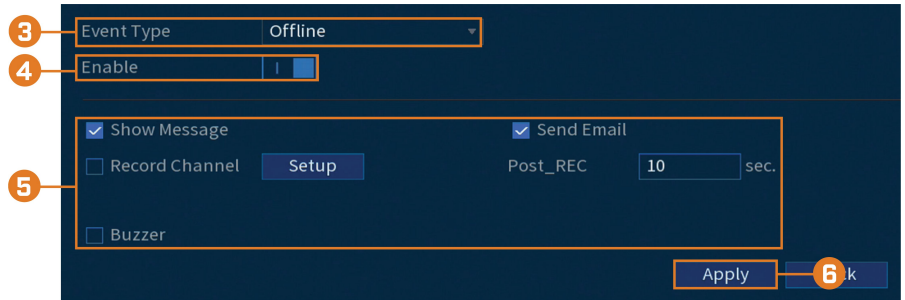 3 Event Type Offline
4 Enable
Show Message Send Email
Record Channel Setup Post_REC 10 sec.
5
Buzzer
Apply 6 k